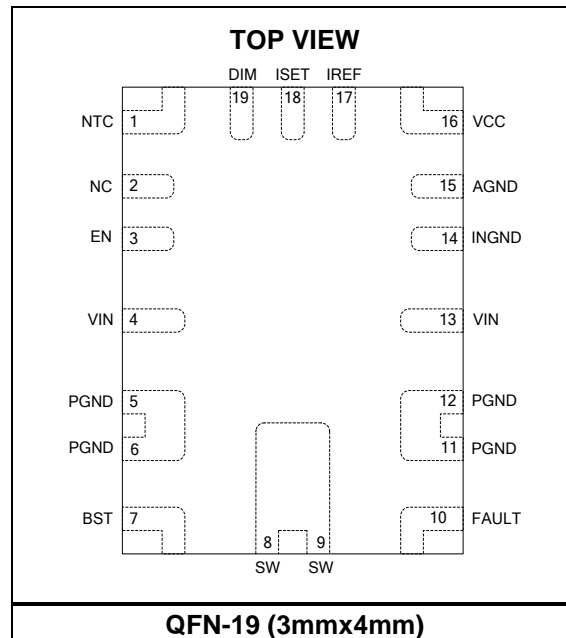 TOP VIEW
DIM ISET IREF
19 18 17
NTC 1 16 VCC
NC 2 15 AGND
EN 3 14 INGND
VIN 4 13 VIN
PGND 5 12 PGND
PGND 6 11 PGND
BST 7 10 FAULT
8 9
SW SW
QFN-19 (3mmx4mm)